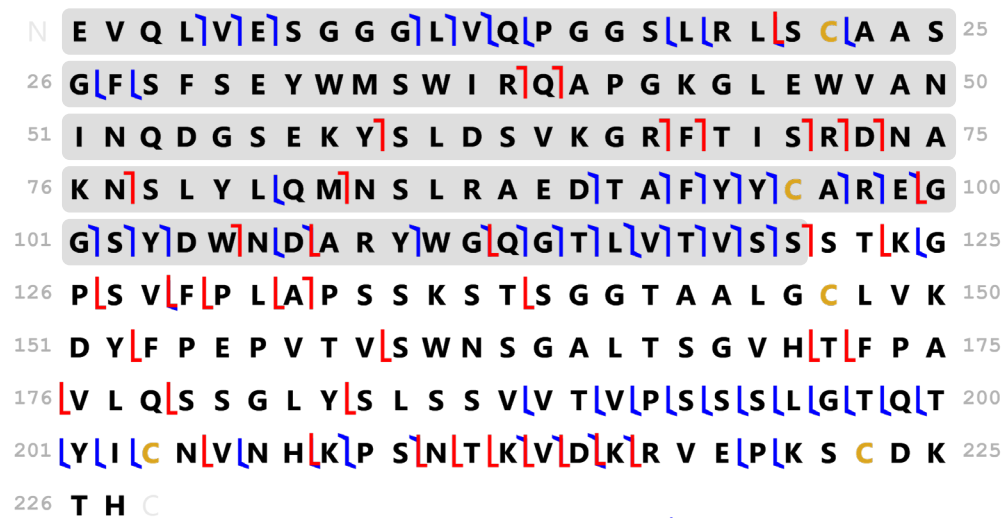 N E V Q L V E S G G G L V Q L P G G S L L R L L S C A A S 25
26 G F S F S E Y W M S W I R Q A P G K G L E W V A N 50
51 I N Q D G S E K Y S L D S V K G R F T I S R D N A 75
76 K N S L Y L Q M N S L R A E D T A F Y Y C A R E G 100
101 G S Y D W N D A R Y W G Q G T L V T V S S S T K G 125
126 P S V F P L A P S S K S T S G G T A A L G C L V K 150
151 D Y F P E P V T V S W N S G A L T S G V H T F P A 175
176 V L Q S S G L Y S L S S V V T V P S S S L G T Q T 200
201 Y I C N V N H K P S N T K V D K R V E P K S C D K 225
226 T H C